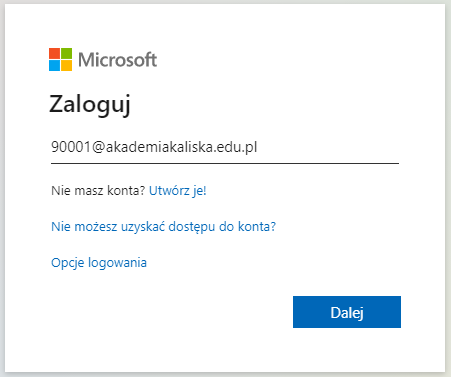 Microsoft
Zaloguj
90001@akademiakaliska.edu.pl
Nie masz konta? Utwórz je!
Nie możesz uzyskać dostępu do konta?
Opcje logowania
Dalej